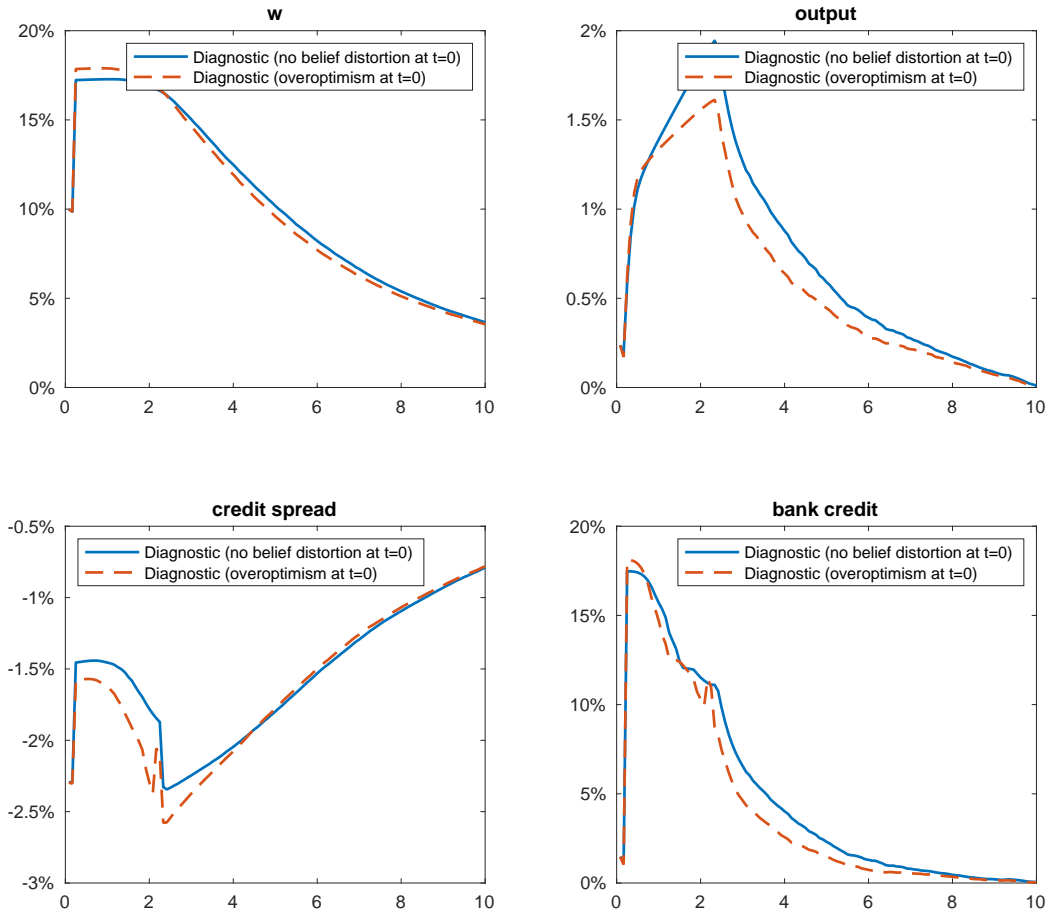 w
20%
15%
10%
5%
0%
0 2 4 6 8 10
Diagnostic (no belief distortion at t=0)
Diagnostic (overoptimism at t=0)
output
2%
1.5%
1%
0.5%
0%
0 2 4 6 8 10
Diagnostic (no belief distortion at t=0)
Diagnostic (overoptimism at t=0)
credit spread
-0.5%
-1%
-1.5%
-2%
-2.5%
-3%
0 2 4 6 8 10
Diagnostic (no belief distortion at t=0)
Diagnostic (overoptimism at t=0)
bank credit
20%
15%
10%
5%
0%
0 2 4 6 8 10
Diagnostic (no belief distortion at t=0)
Diagnostic (overoptimism at t=0)